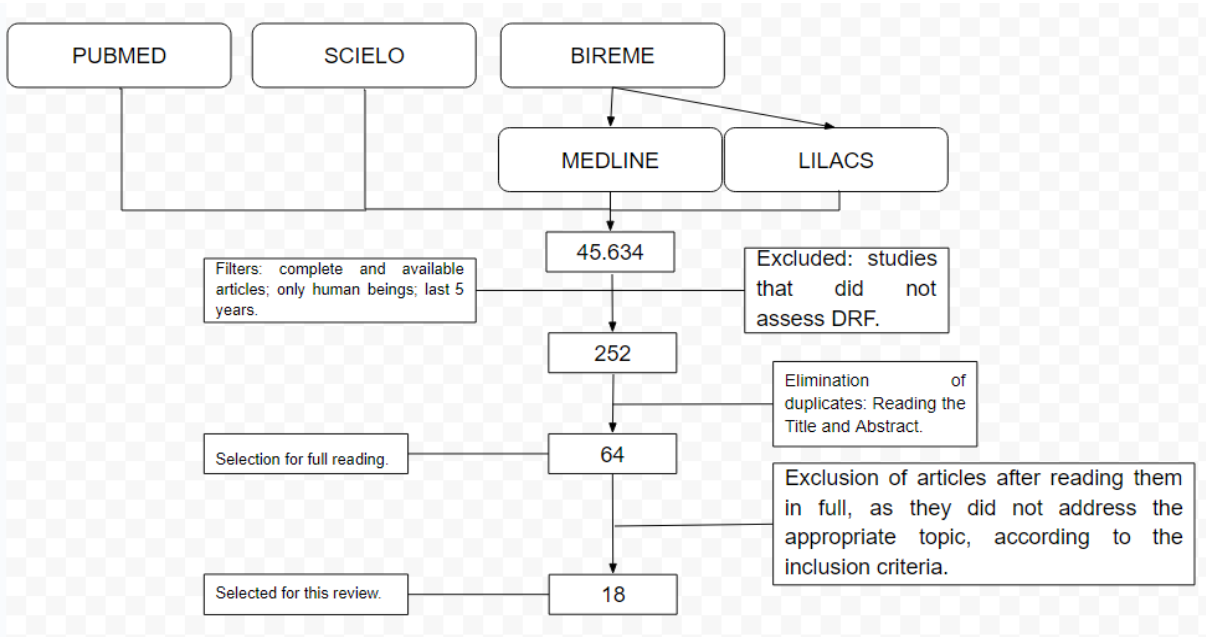 PUBMED
SCIELO
BIREME
MEDLINE
LILACS
45.634
Filters: complete and available
articles; only human beings; last 5
years.
Excluded: studies
that did not
assess DRF.
252
Elimination of
duplicates: Reading the
Title and Abstract.
Selection for full reading.
64
Exclusion of articles after reading them
in full, as they did not address the
appropriate topic, according to the
inclusion criteria.
Selected for this review.
18